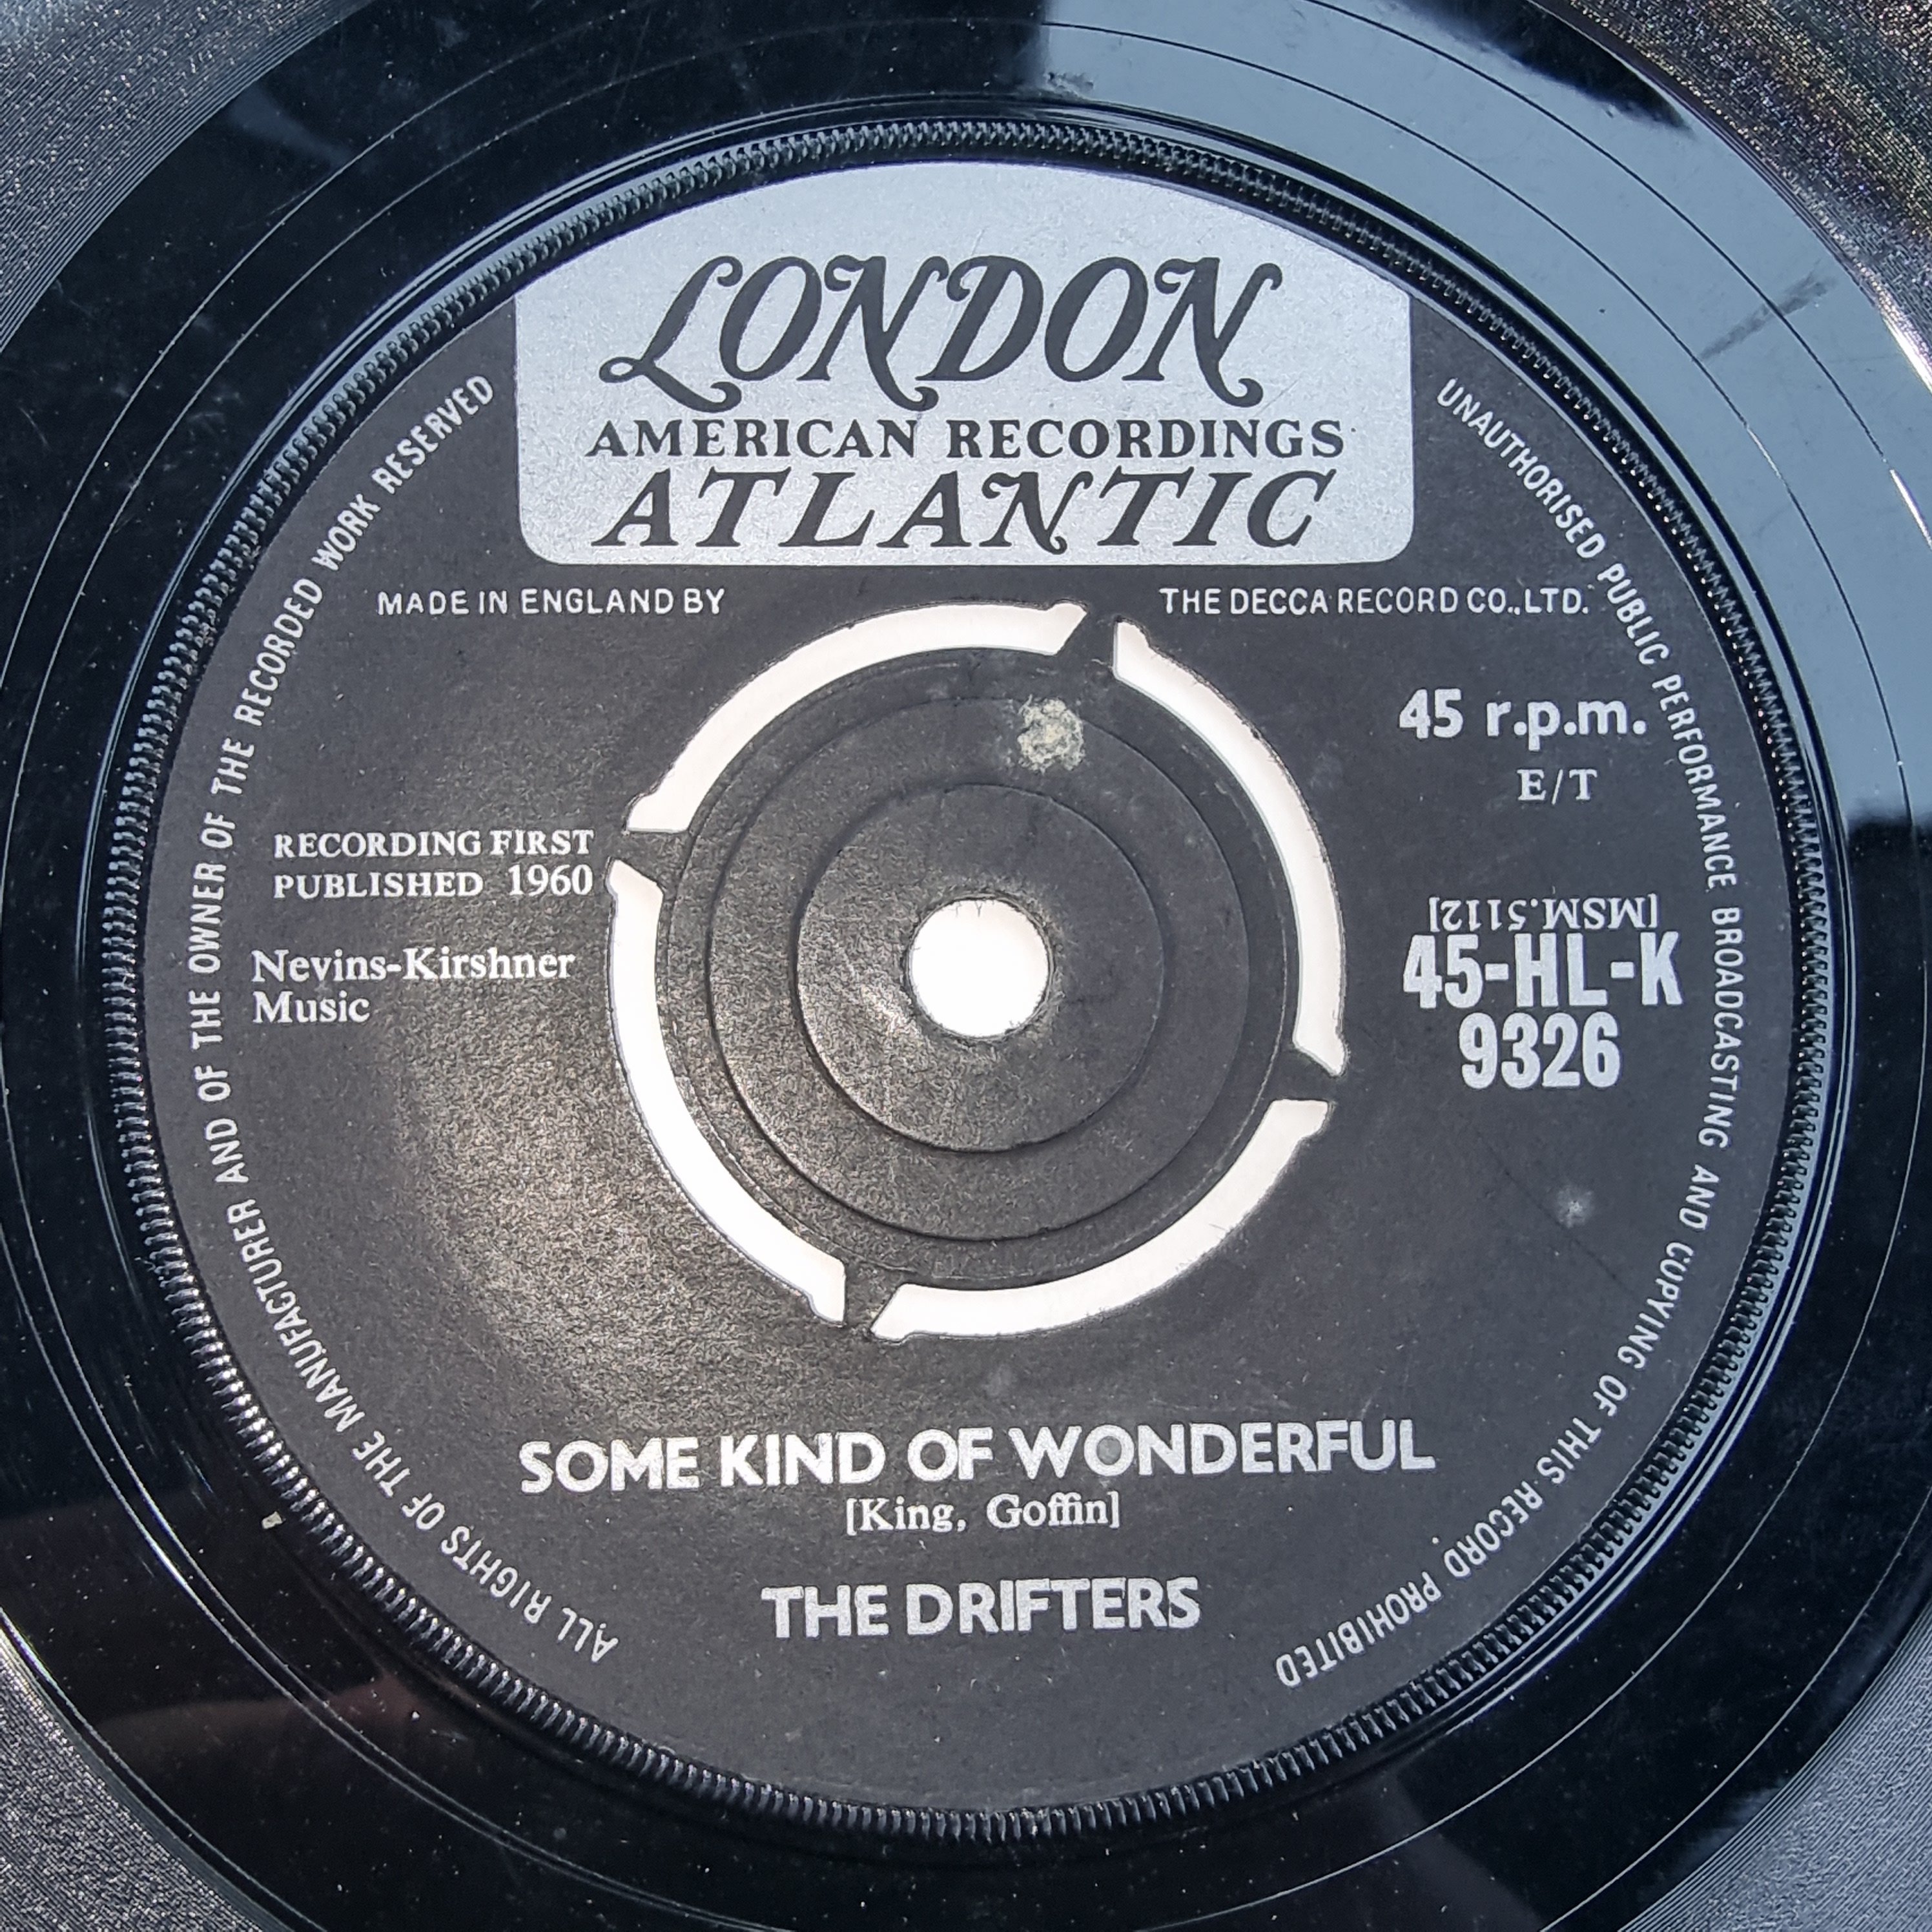 LONDON
AMERICAN RECORDINGS
ATLANTIC
MADE IN ENGLAND BY
THE DECCA RECORD CO., LTD.
45 r.p.m.
E/T
RECORDING FIRST
PUBLISHED 1960
Nevins-Kirshner
Music
[MSM.5112]
45-HL-K
9326
SOME KIND OF WONDERFUL
[King, Goffin]
THE DRIFTERS
ALL RIGHTS OF THE MANUFACTURER AND OF THE OWNER OF THE RECORDED WORK RESERVED
UNAUTHORISED PUBLIC PERFORMANCE BROADCASTING AND COPYING OF THIS RECORD PROHIBITED